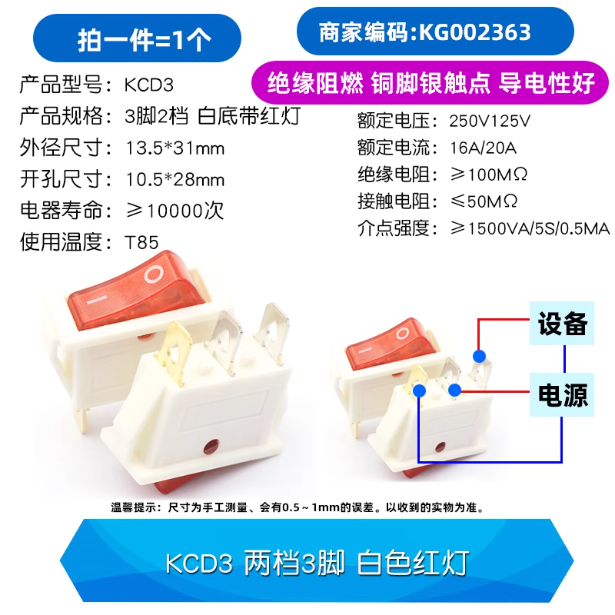 拍一件=1个
商家编码:KG002363
绝缘阻燃 铜脚银触点 导电性好
产品型号: KCD3
产品规格: 3脚2档 白底带红灯
外径尺寸: 13.5*31mm
开孔尺寸: 10.5*28mm
电器寿命: ≥10000次
使用温度: T85
额定电压: 250V125V
额定电流: 16A/20A
绝缘电阻: ≥100MΩ
接触电阻: ≤50MΩ
介点强度: ≥1500VA/5S/0.5MA
设备
电源
温馨提示: 尺寸为手工测量、会有0.5~1mm的误差。以收到的实物为准。
KCD3 两档3脚 白色红灯